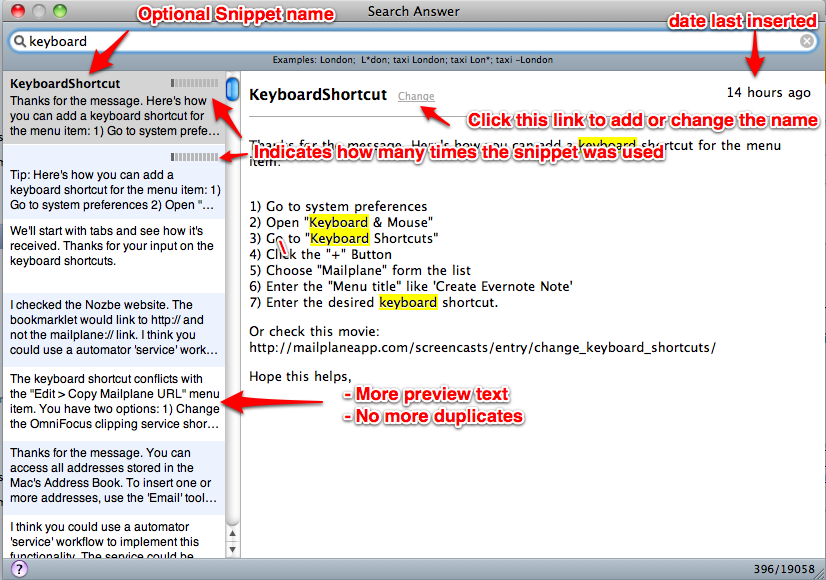 Search Answer
Optional Snippet name
date last inserted
keyboard
Examples: London;  L*don; taxi London; taxi Lon*; taxi -London
KeyboardShortcut
Thanks for the message. Here's how
you can add a keyboard shortcut for
the menu item: 1) Go to system prefe...
Tip: Here's how you can add a
keyboard shortcut for the menu item: 1)
Go to system preferences 2) Open "...
We'll start with tabs and see how it's
received. Thanks for your input on the
keyboard shortcuts.
I checked the Nozbe website. The
bookmarklet would link to http:// and
not the mailplane:// link. I think you
could use a automator 'service' work...
The keyboard shortcut conflicts with
the "Edit > Copy Mailplane URL" menu
item. You have two options: 1) Change
the OmniFocus clipping service shor...
Thanks for the message. You can
access all addresses stored in the
Mac's Address Book. To insert one or
more addresses, use the 'Email' tool...
I think you could use a automator
'service' workflow to implement this
functionality. The service could be
KeyboardShortcut Change
14 hours ago
Click this link to add or change the name
Thanks for the message. Here's how you can add a keyboard shortcut for the menu
item:
Indicates how many times the snippet was used
1) Go to system preferences
2) Open "Keyboard & Mouse"
3) Go to "Keyboard Shortcuts"
4) Click the "+" Button
5) Choose "Mailplane" form the list
6) Enter the "Menu title" like 'Create Evernote Note'
7) Enter the desired keyboard shortcut.
Or check this movie:
http://mailplaneapp.com/screencasts/entry/change_keyboard_shortcuts/
Hope this helps,
- More preview text
- No more duplicates
?
396/19058